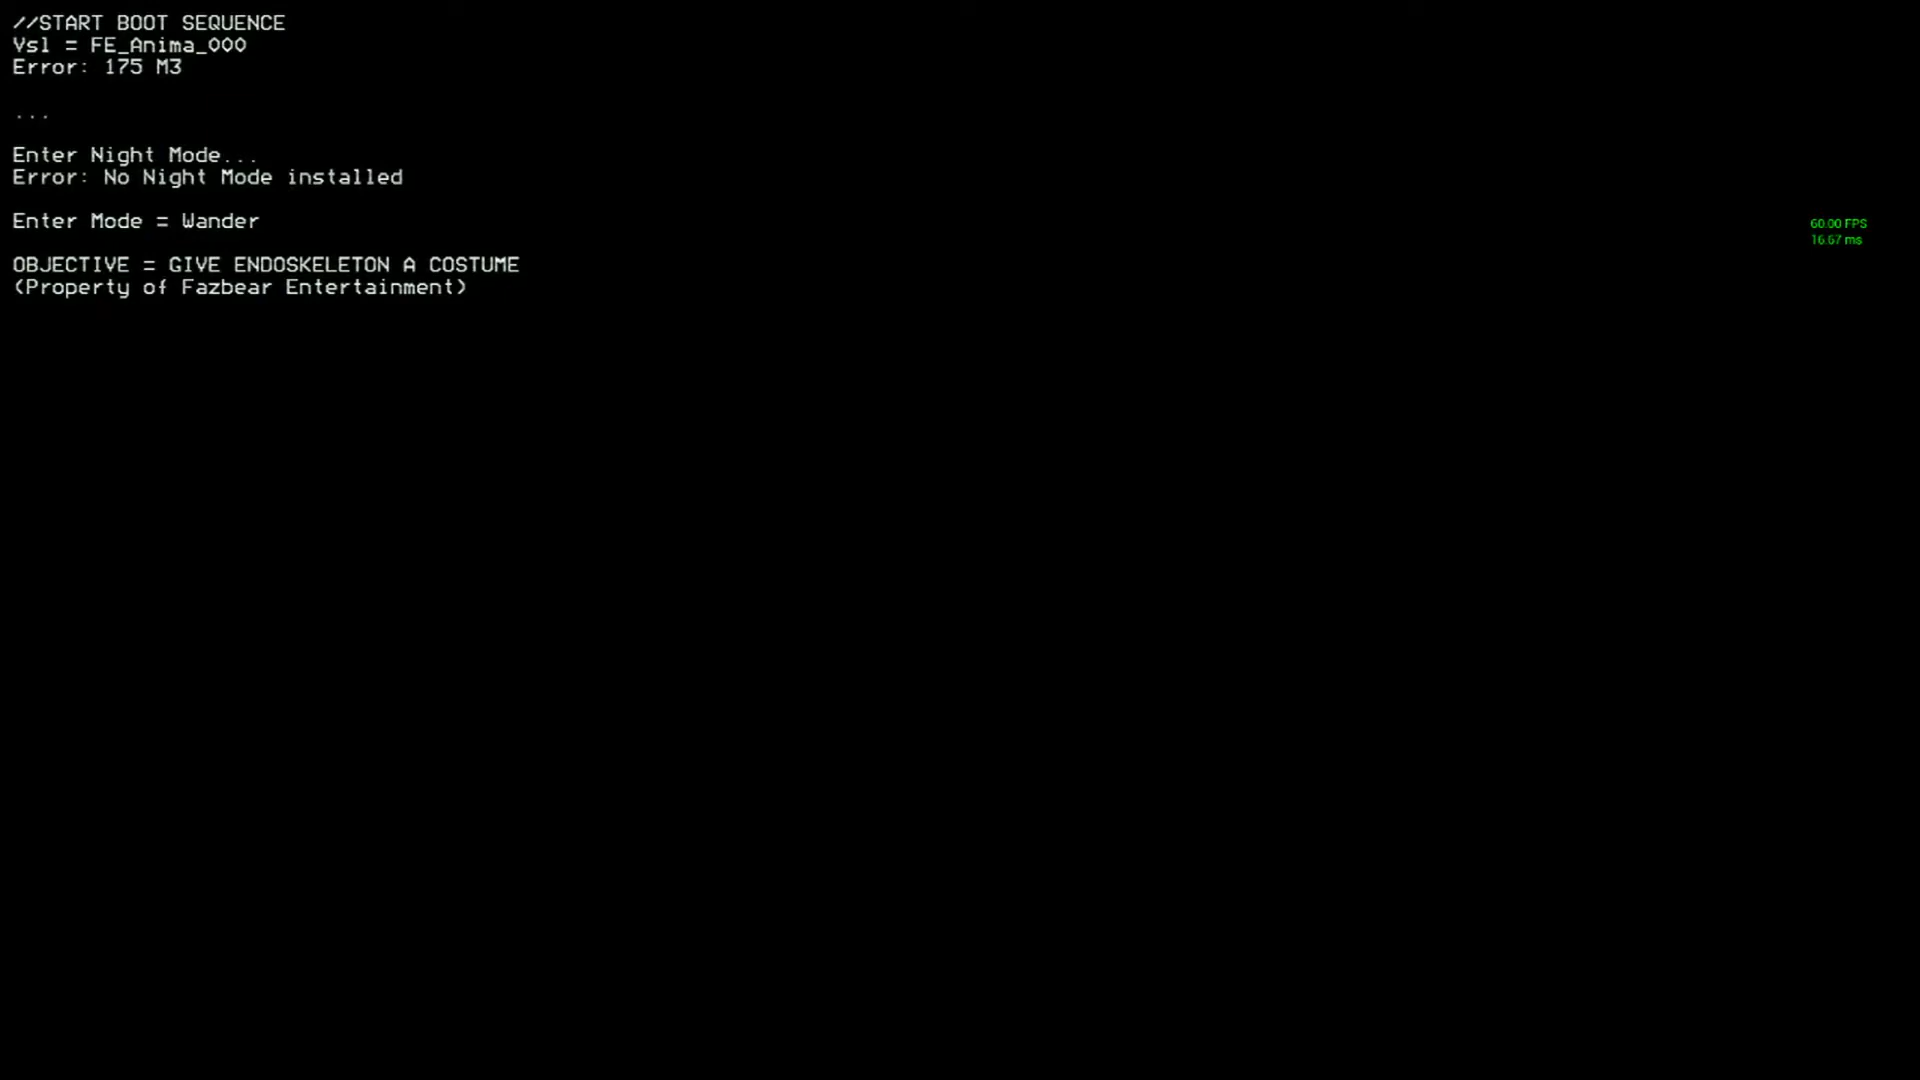 //START BOOT SEQUENCE
Vsl = FE_Anima_000
Error: 175 M3
...
Enter Night Mode...
Error: No Night Mode installed
Enter Mode = Wander
60.00 FPS
16.67 ms
OBJECTIVE = GIVE ENDOSKELETON A COSTUME
(Property of Fazbear Entertainment)